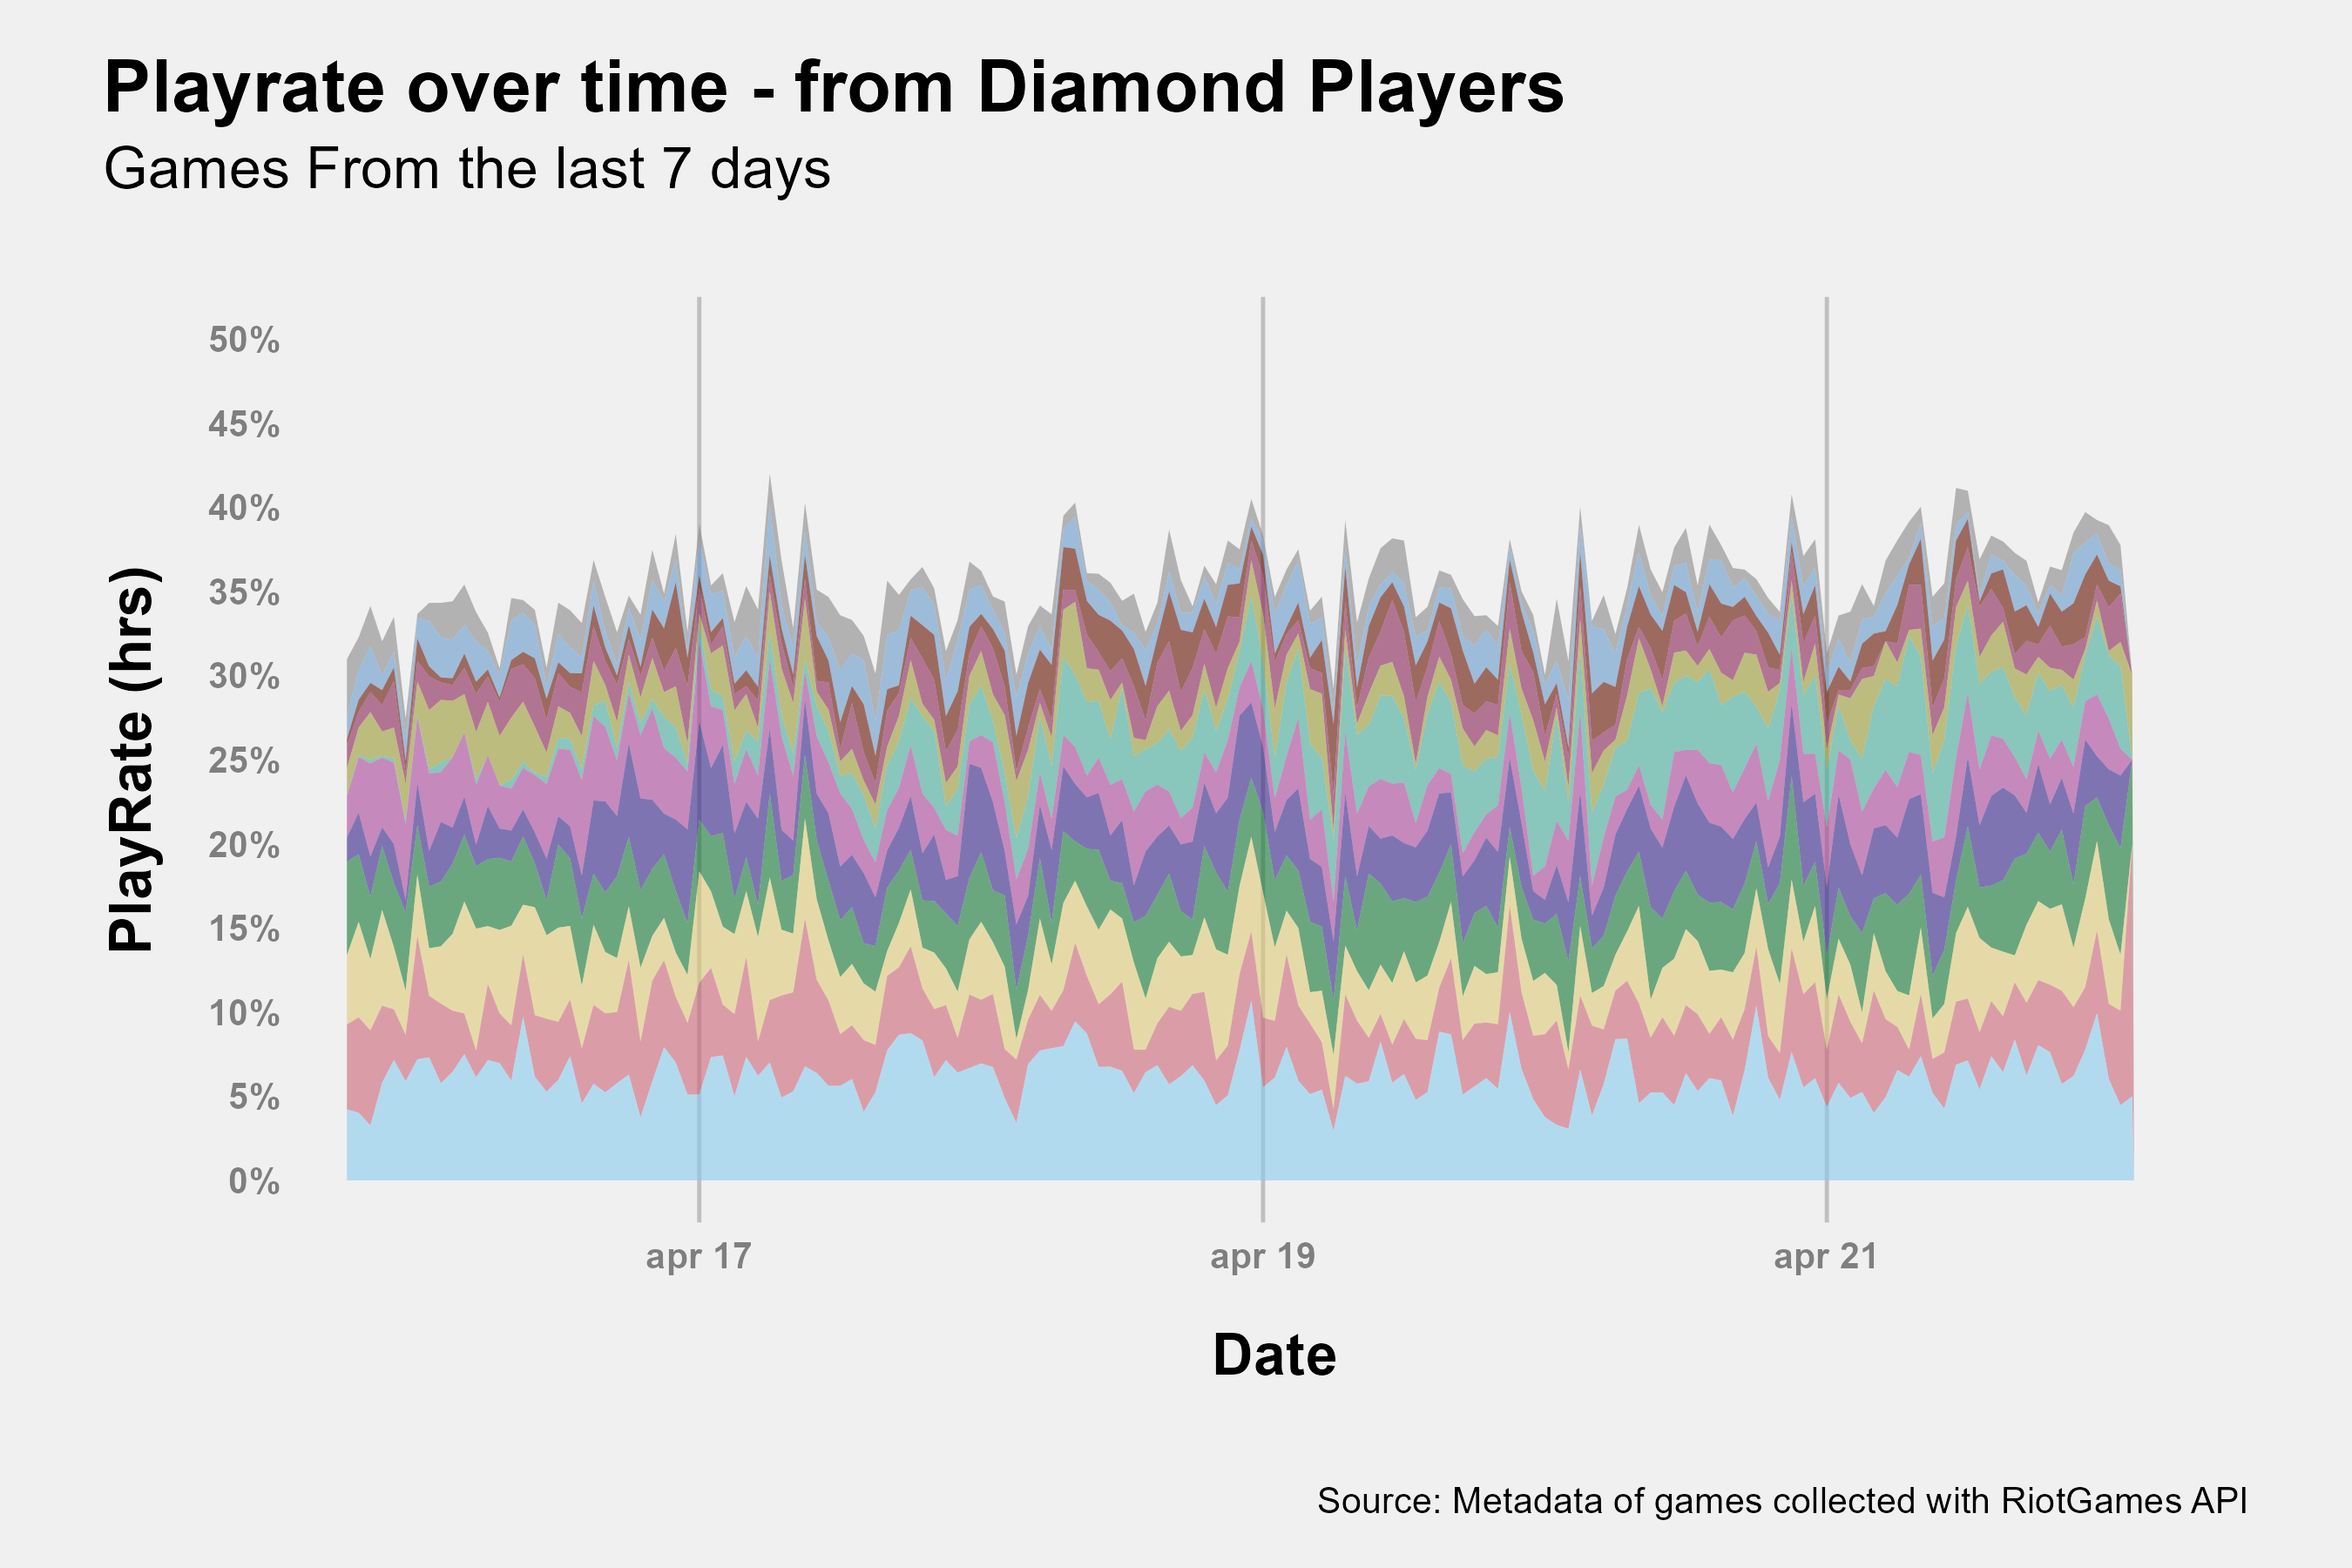 Playrate over time - from Diamond Players
Games From the last 7 days
PlayRate (hrs)
50%
45%
40%
35%
30%
25%
20%
15%
10%
5%
0%
apr 17
apr 19
apr 21
Date
Source: Metadata of games collected with RiotGames API